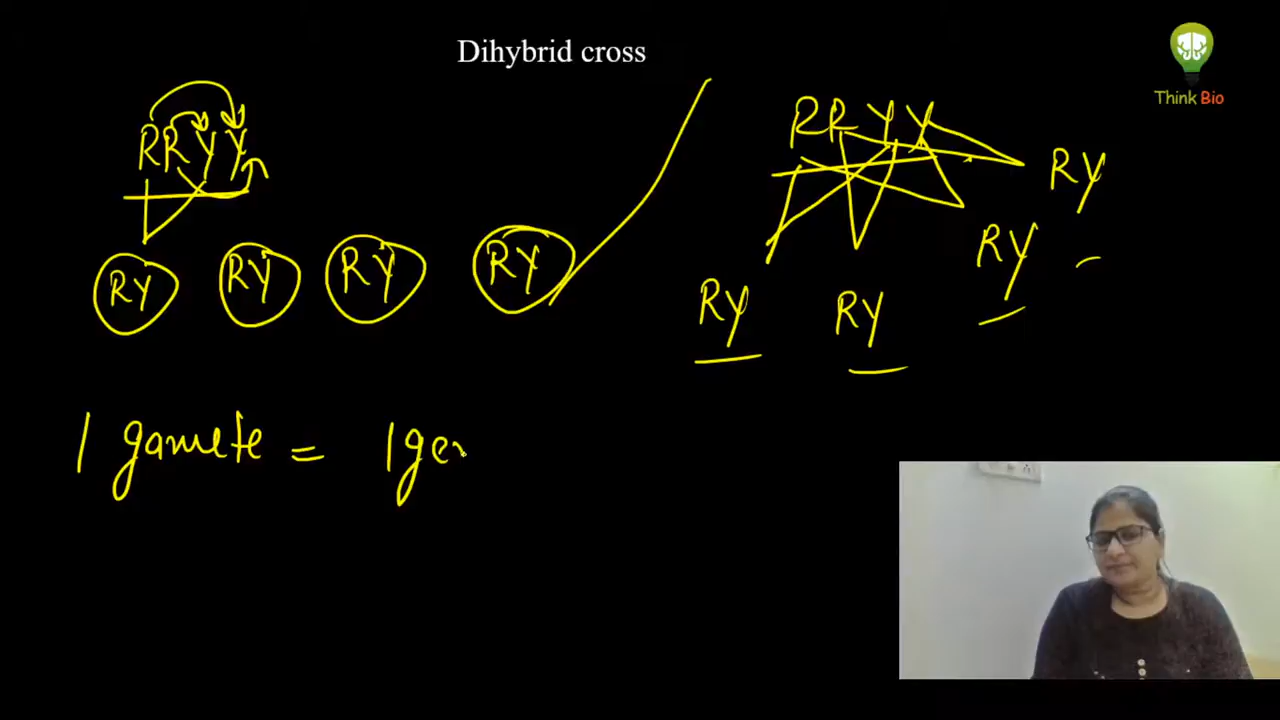 Dihybrid cross
Think Bio
RRYY
RRYY
RY
RY
RY RY RY RY
RY RY
1 gamete = 1 ge